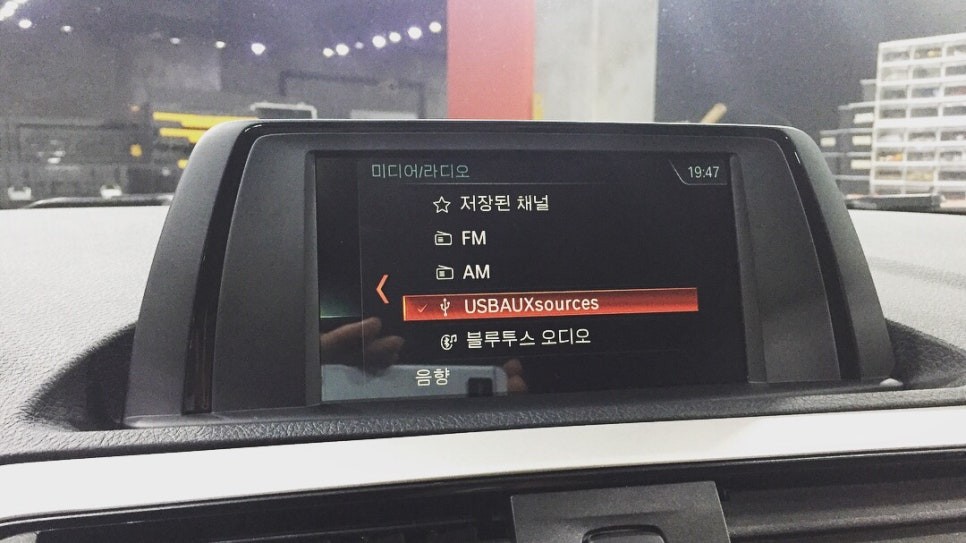 미디어/라디오 19:47
저장된 채널
FM
AM
USBAUXsources
블루투스 오디오
음향